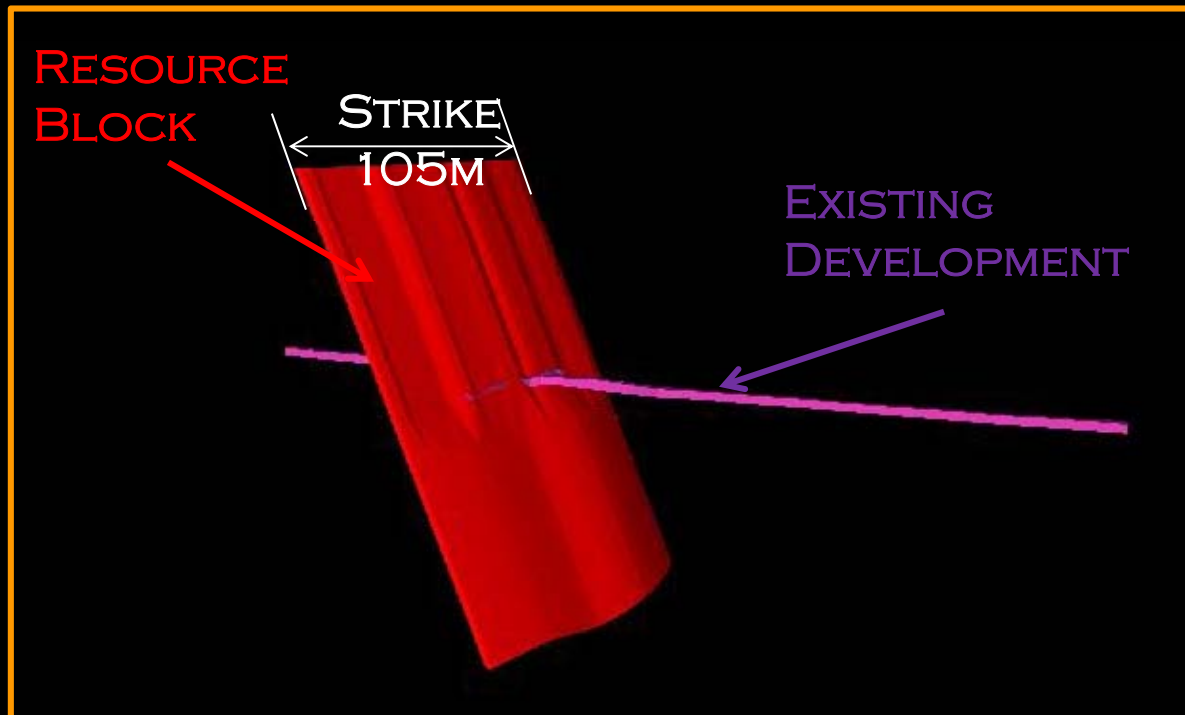 RESOURCE
BLOCK
STRIKE
105M
EXISTING
DEVELOPMENT